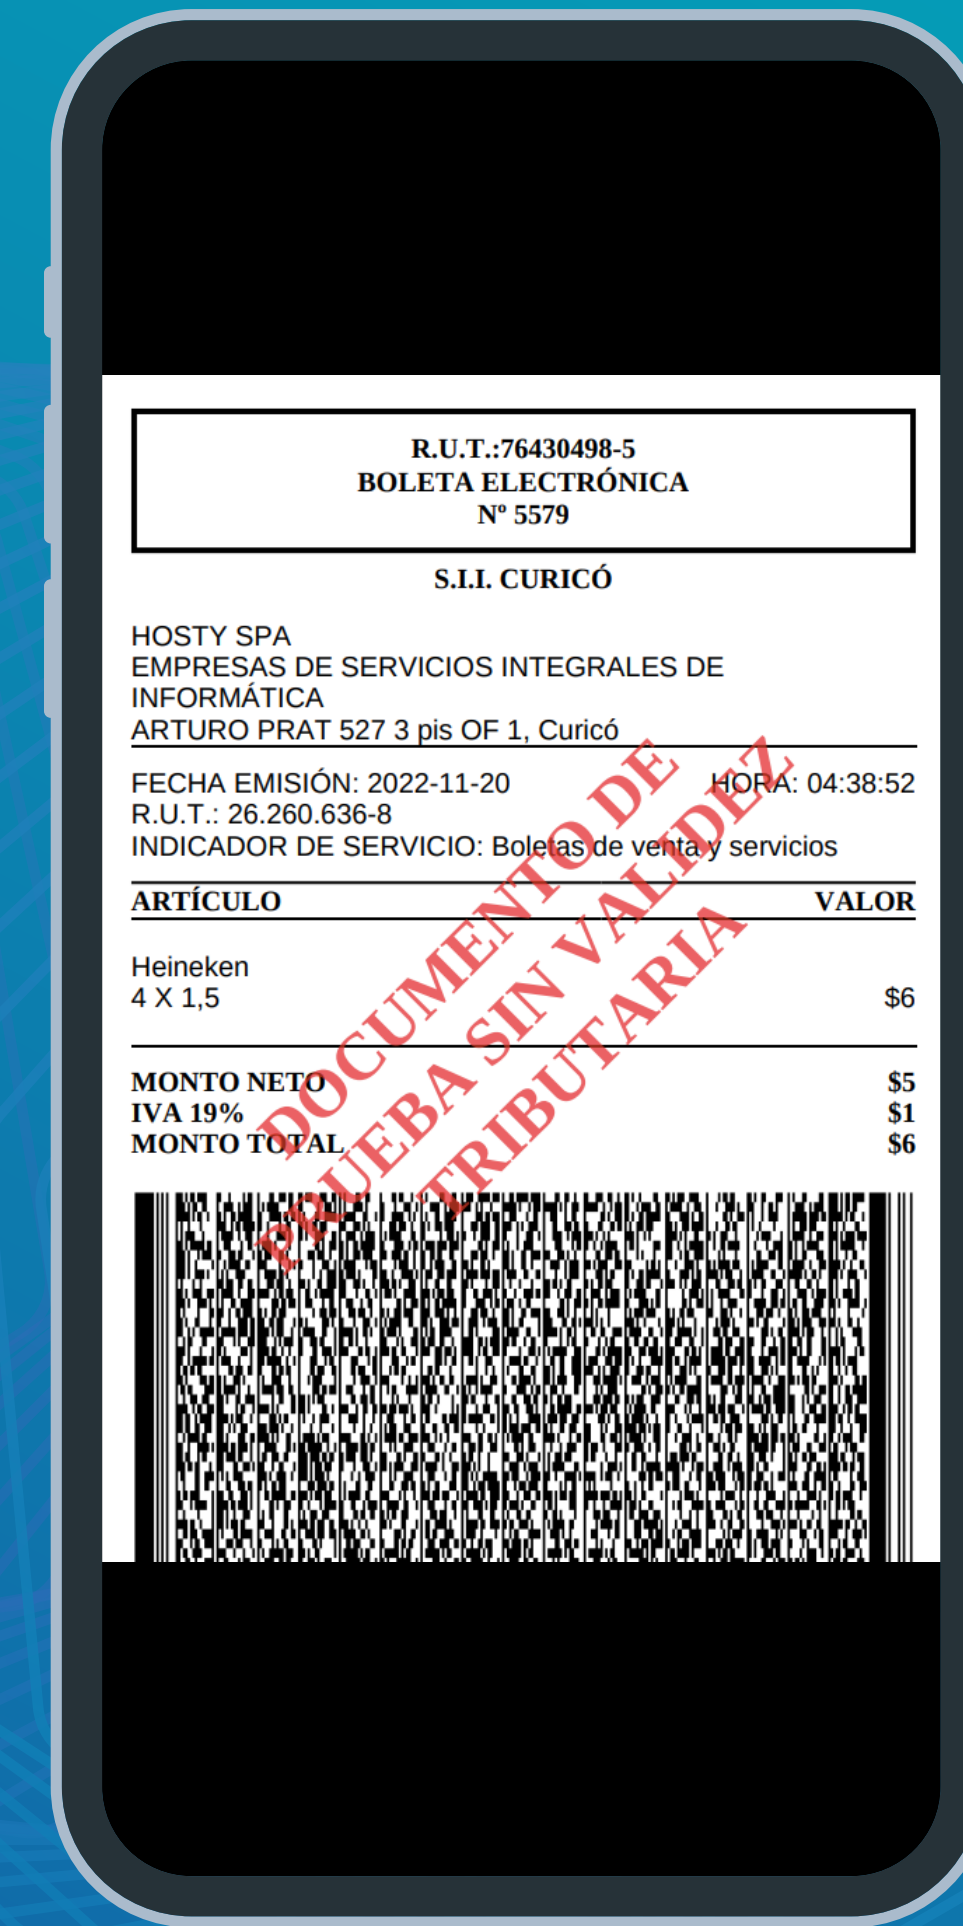 R.U.T.:76430498-5
BOLETA ELECTRÓNICA
Nº 5579
S.I.I. CURICÓ
HOSTY SPA
EMPRESAS DE SERVICIOS INTEGRALES DE
INFORMÁTICA
ARTURO PRAT 527 3 pis OF 1, Curicó
FECHA EMISIÓN: 2022-11-20 HORA: 04:38:52
R.U.T.: 26.260.636-8
INDICADOR DE SERVICIO: Boletas de venta y servicios
ARTÍCULO VALOR
Heineken
4 X 1,5 $6
MONTO NETO $5
IVA 19% $1
MONTO TOTAL $6
DOCUMENTO DE
PRUEBA SIN VALIDEZ
TRIBUTARIA